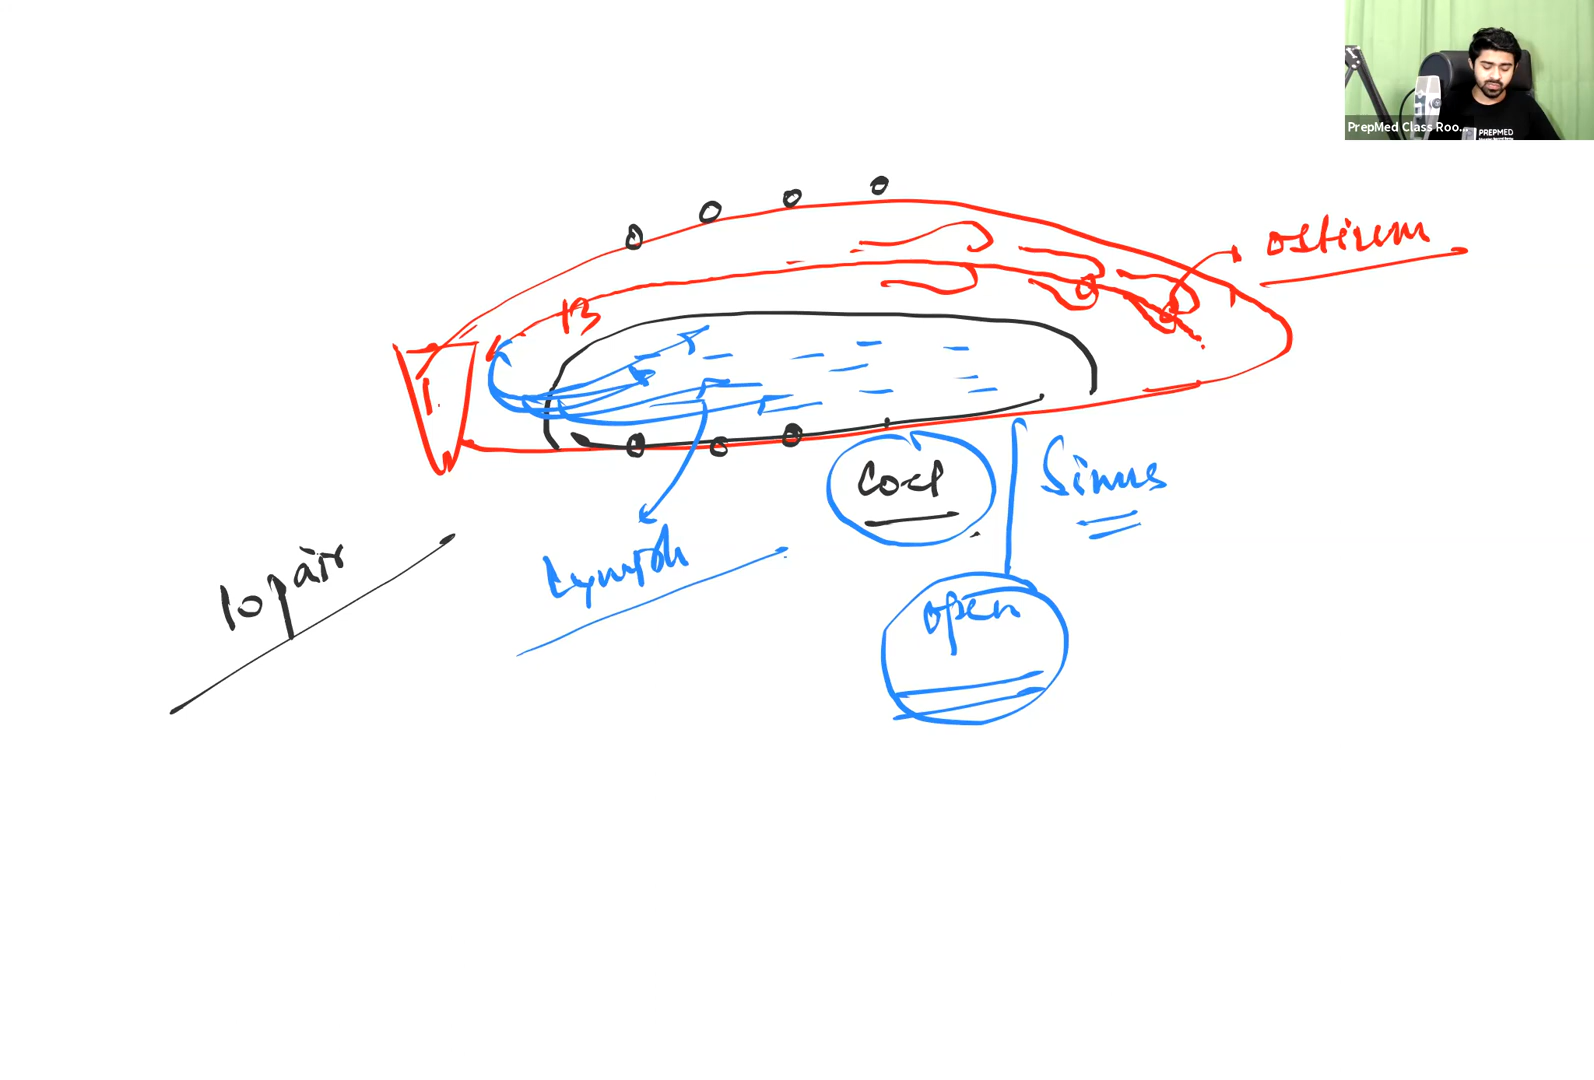 PrepMed Class Roo...
PREPMED
ostium
13
coel
Sinus
10 pair
Lymph
open